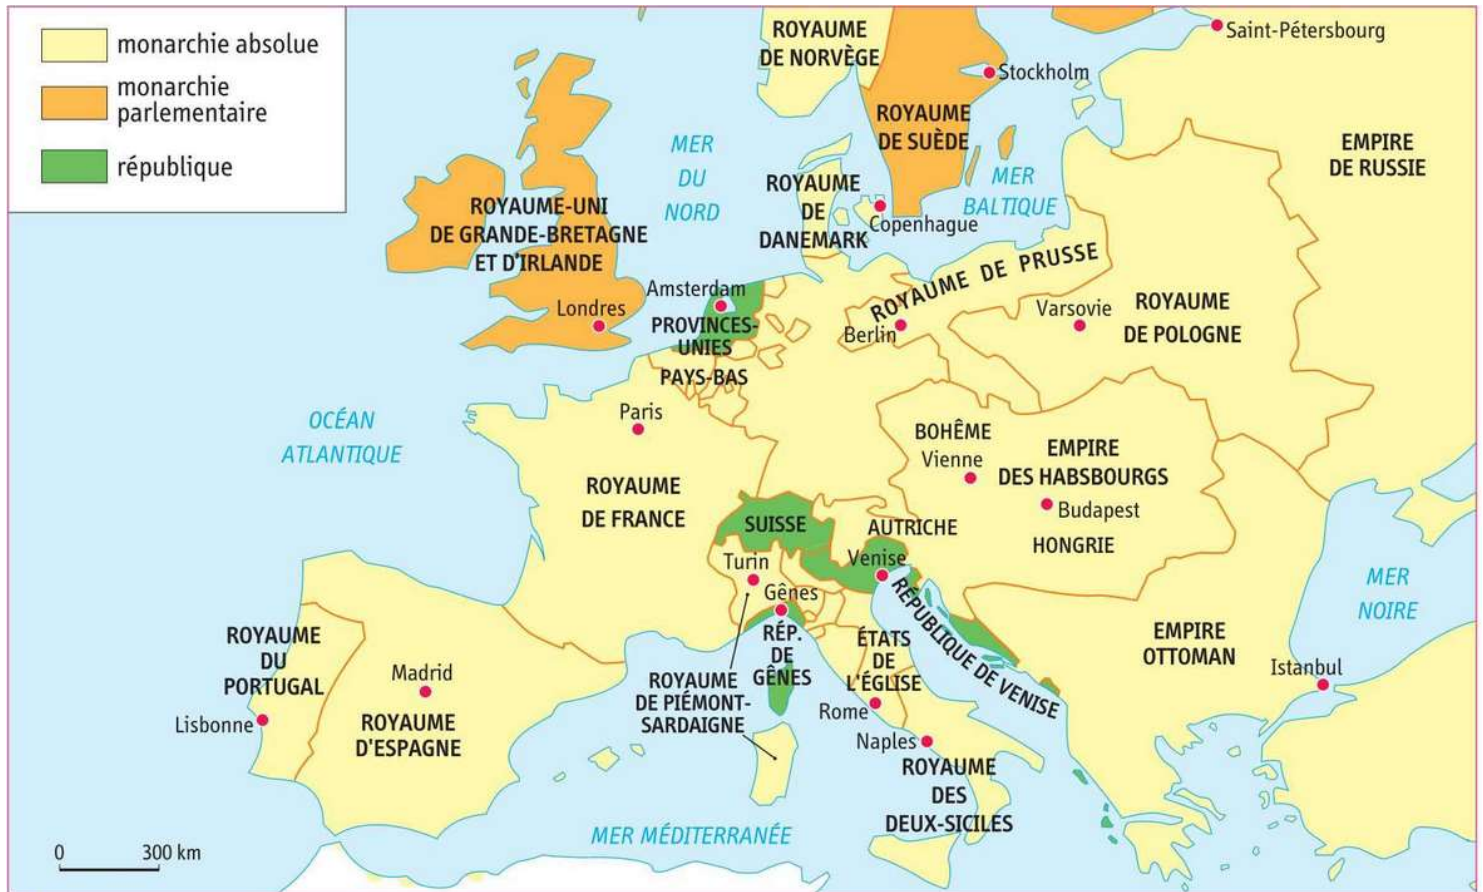 monarchie absolue
monarchie
parlementaire
république
ROYAUME
DE NORVÈGE
Saint-Pétersbourg
Stockholm
ROYAUME
DE SUÈDE
EMPIRE
DE RUSSIE
MER
DU
NORD
MER
BALTIQUE
ROYAUME
DE
DANEMARK
Copenhague
ROYAUME-UNI
DE GRANDE-BRETAGNE
ET D'IRLANDE
Londres
Amsterdam
PROVINCES-
UNIES
PAYS-BAS
ROYAUME DE PRUSSE
Berlin
Varsovie
ROYAUME
DE POLOGNE
OCÉAN
ATLANTIQUE
Paris
ROYAUME
DE FRANCE
BOHÊME
Vienne
EMPIRE
DES HABSBOURGS
Budapest
HONGRIE
SUISSE
AUTRICHE
Turin
Venise
Gênes
RÉP.
DE
GÊNES
RÉPUBLIQUE DE VENISE
MER
NOIRE
ROYAUME
DU
PORTUGAL
Lisbonne
Madrid
ROYAUME
D'ESPAGNE
ROYAUME
DE PIÉMONT-
SARDAIGNE
ÉTATS
DE
L'ÉGLISE
Rome
Naples
ROYAUME
DES
DEUX-SICILES
EMPIRE
OTTOMAN
Istanbul
MER MÉDITERRANÉE
0 300 km